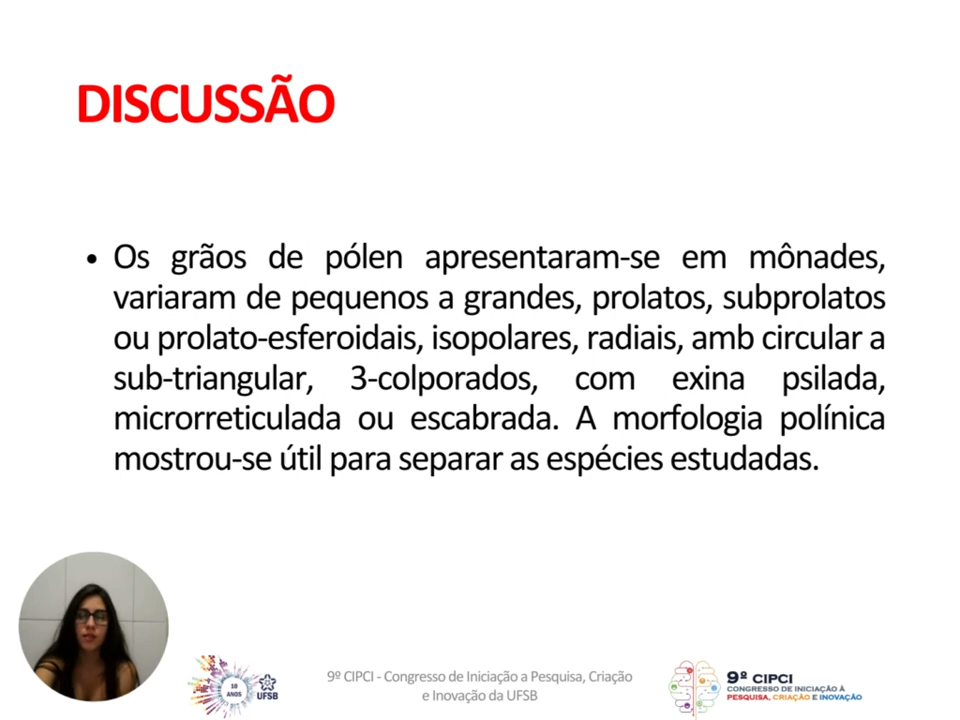 DISCUSSÃO
• Os grãos de pólen apresentaram-se em mônades,
variaram de pequenos a grandes, prolatos, subprolatos
ou prolato-esferoidais, isopolares, radiais, amb circular a
sub-triangular, 3-colporados, com exina psilada,
microrreticulada ou escabrada. A morfologia polínica
mostrou-se útil para separar as espécies estudadas.
10
ANOS
UFSB
9º CIPCI - Congresso de Iniciação a Pesquisa, Criação
e Inovação da UFSB
9º CIPCI
CONGRESSO DE INICIAÇÃO À
PESQUISA, CRIAÇÃO E INOVAÇÃO